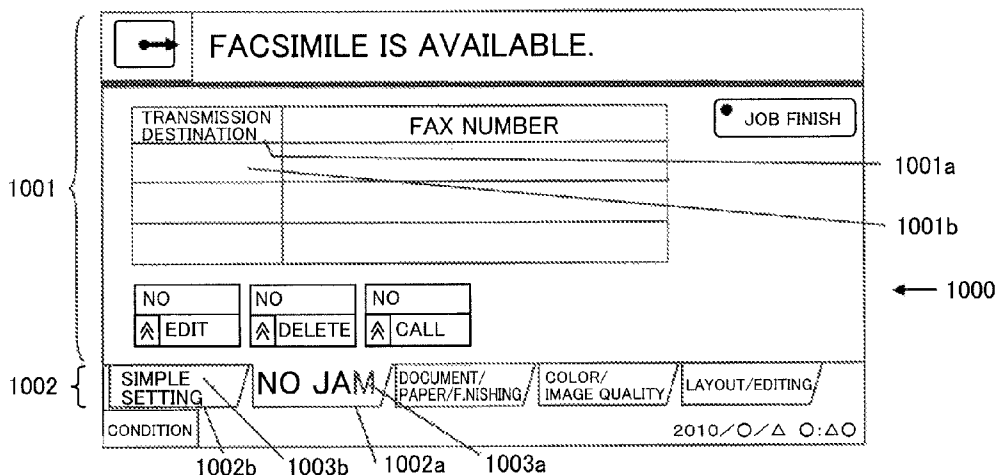 FACSIMILE IS AVAILABLE.
TRANSMISSION
DESTINATION
FAX NUMBER
JOB FINISH
1001a
1001
1001b
1000
NO
EDIT
NO
DELETE
NO
CALL
1002
SIMPLE
SETTING
NO JAM
DOCUMENT/
PAPER/F.NISHING
COLOR/
IMAGE QUALITY
LAYOUT/EDITING
CONDITION
2010/○/△ ○:△○
1002b
1003b
1002a
1003a